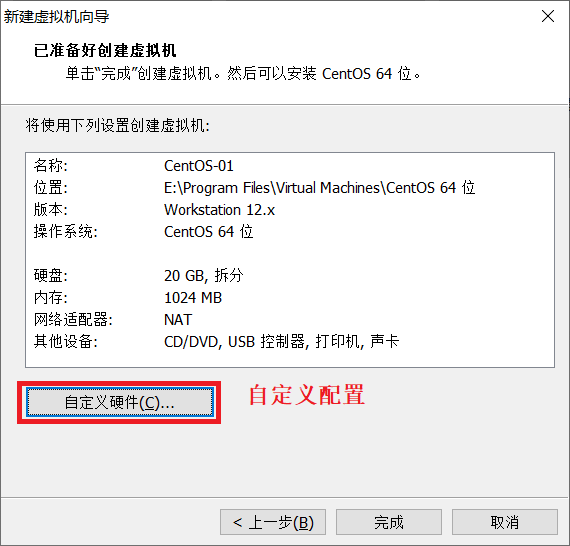 新建虚拟机向导
已准备好创建虚拟机
单击“完成”创建虚拟机。然后可以安装 CentOS 64 位。
将使用下列设置创建虚拟机:
名称: CentOS-01
位置: E:\Program Files\Virtual Machines\CentOS 64 位
版本: Workstation 12.x
操作系统: CentOS 64 位
硬盘: 20 GB, 拆分
内存: 1024 MB
网络适配器: NAT
其他设备: CD/DVD, USB 控制器, 打印机, 声卡
自定义硬件(C)... 自定义配置
< 上一步(B) 完成 取消